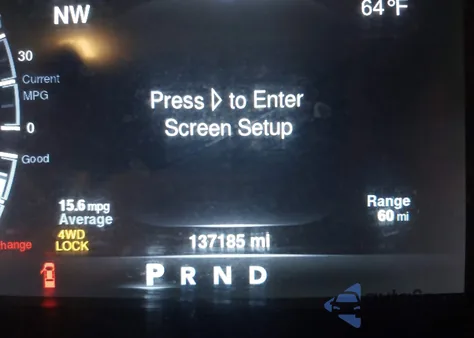 NW
64°F
30
Current
MPG
0
Press ▷ to Enter
Screen Setup
Good
15.6 mpg
Average
Range
60 mi
4WD
LOCK
hange
137185 mi
P R N D